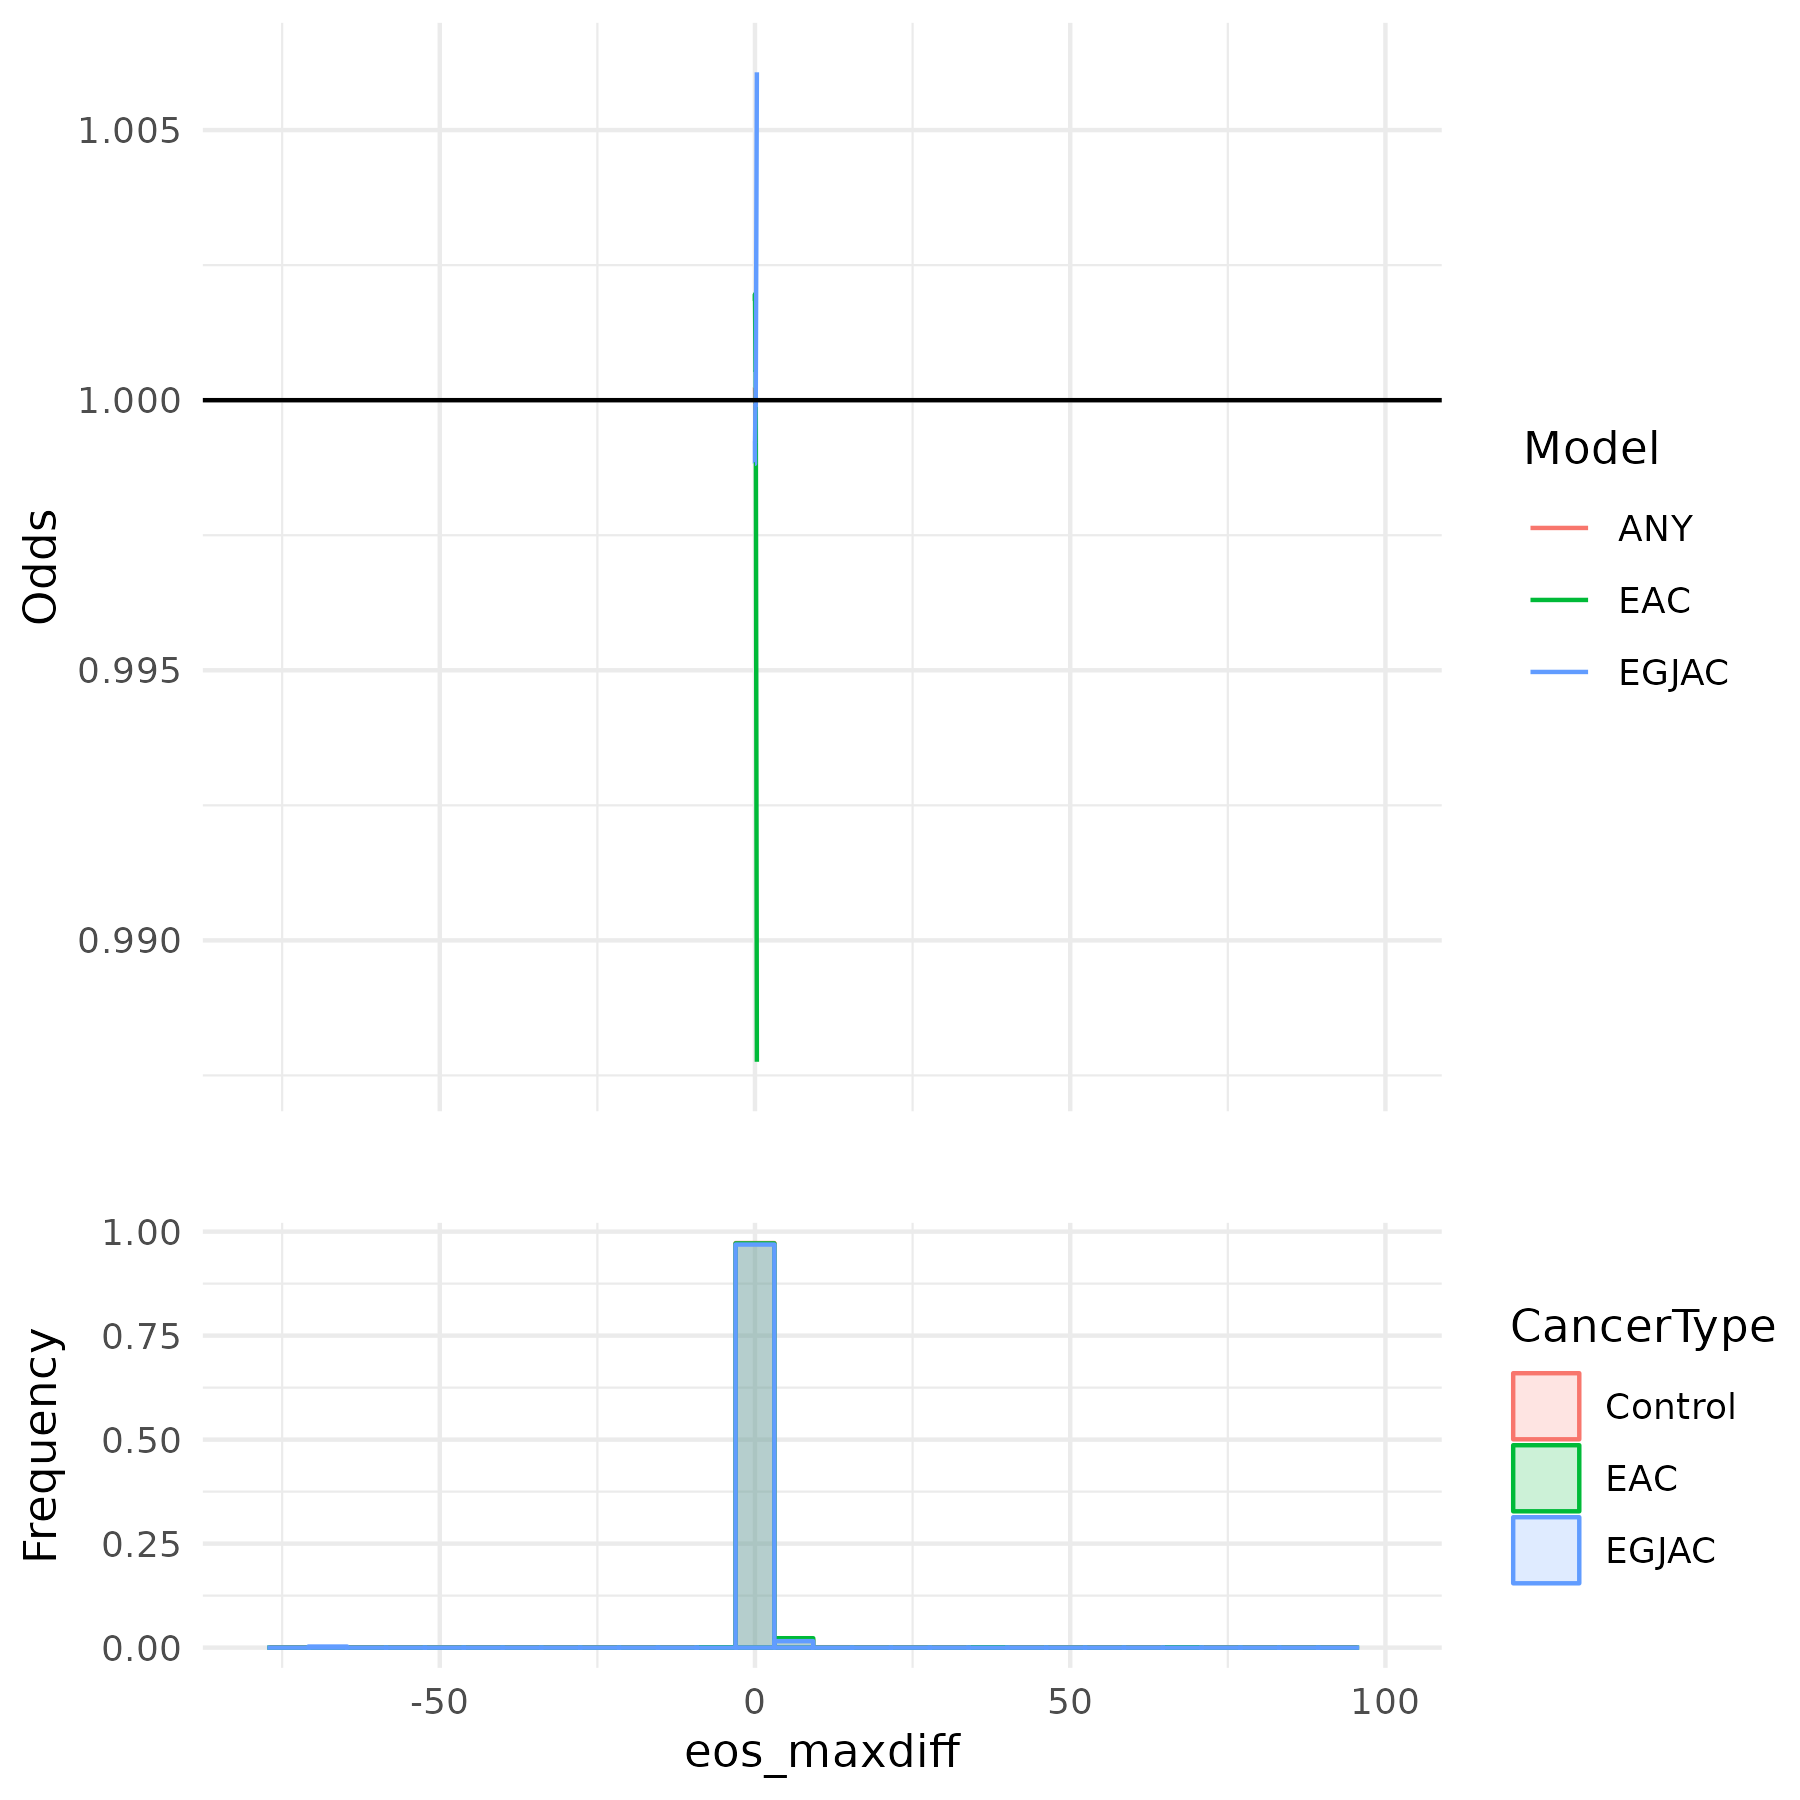 1.005
1.000
0.995
0.990
Odds
Model
ANY
EAC
EGJAC
1.00
0.75
0.50
0.25
0.00
Frequency
-50
0
50
100
eos_maxdiff
CancerType
Control
EAC
EGJAC